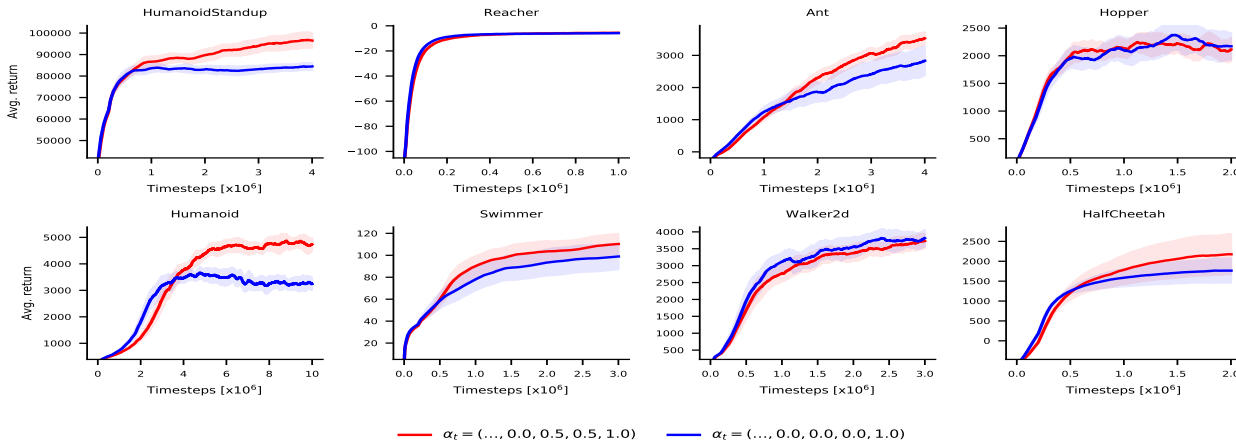 HumanoidStandup
100000
90000
80000
70000
60000
50000
Avg. return
0 1 2 3 4
Timesteps [x10⁶]
Reacher
0
−20
−40
−60
−80
−100
0.0 0.2 0.4 0.6 0.8 1.0
Timesteps [x10⁶]
Ant
3000
2000
1000
0
0 1 2 3 4
Timesteps [x10⁶]
Hopper
2500
2000
1500
1000
500
0.0 0.5 1.0 1.5 2.0
Timesteps [x10⁶]
Humanoid
5000
4000
3000
2000
1000
Avg. return
0 2 4 6 8 10
Timesteps [x10⁶]
Swimmer
120
100
80
60
40
20
0.0 0.5 1.0 1.5 2.0 2.5 3.0
Timesteps [x10⁶]
Walker2d
4000
3500
3000
2500
2000
1500
1000
500
0.0 0.5 1.0 1.5 2.0 2.5 3.0
Timesteps [x10⁶]
HalfCheetah
2500
2000
1500
1000
500
0
0.0 0.5 1.0 1.5 2.0
Timesteps [x10⁶]
αₜ = (..., 0.0, 0.5, 0.5, 1.0) αₜ = (..., 0.0, 0.0, 0.0, 1.0)